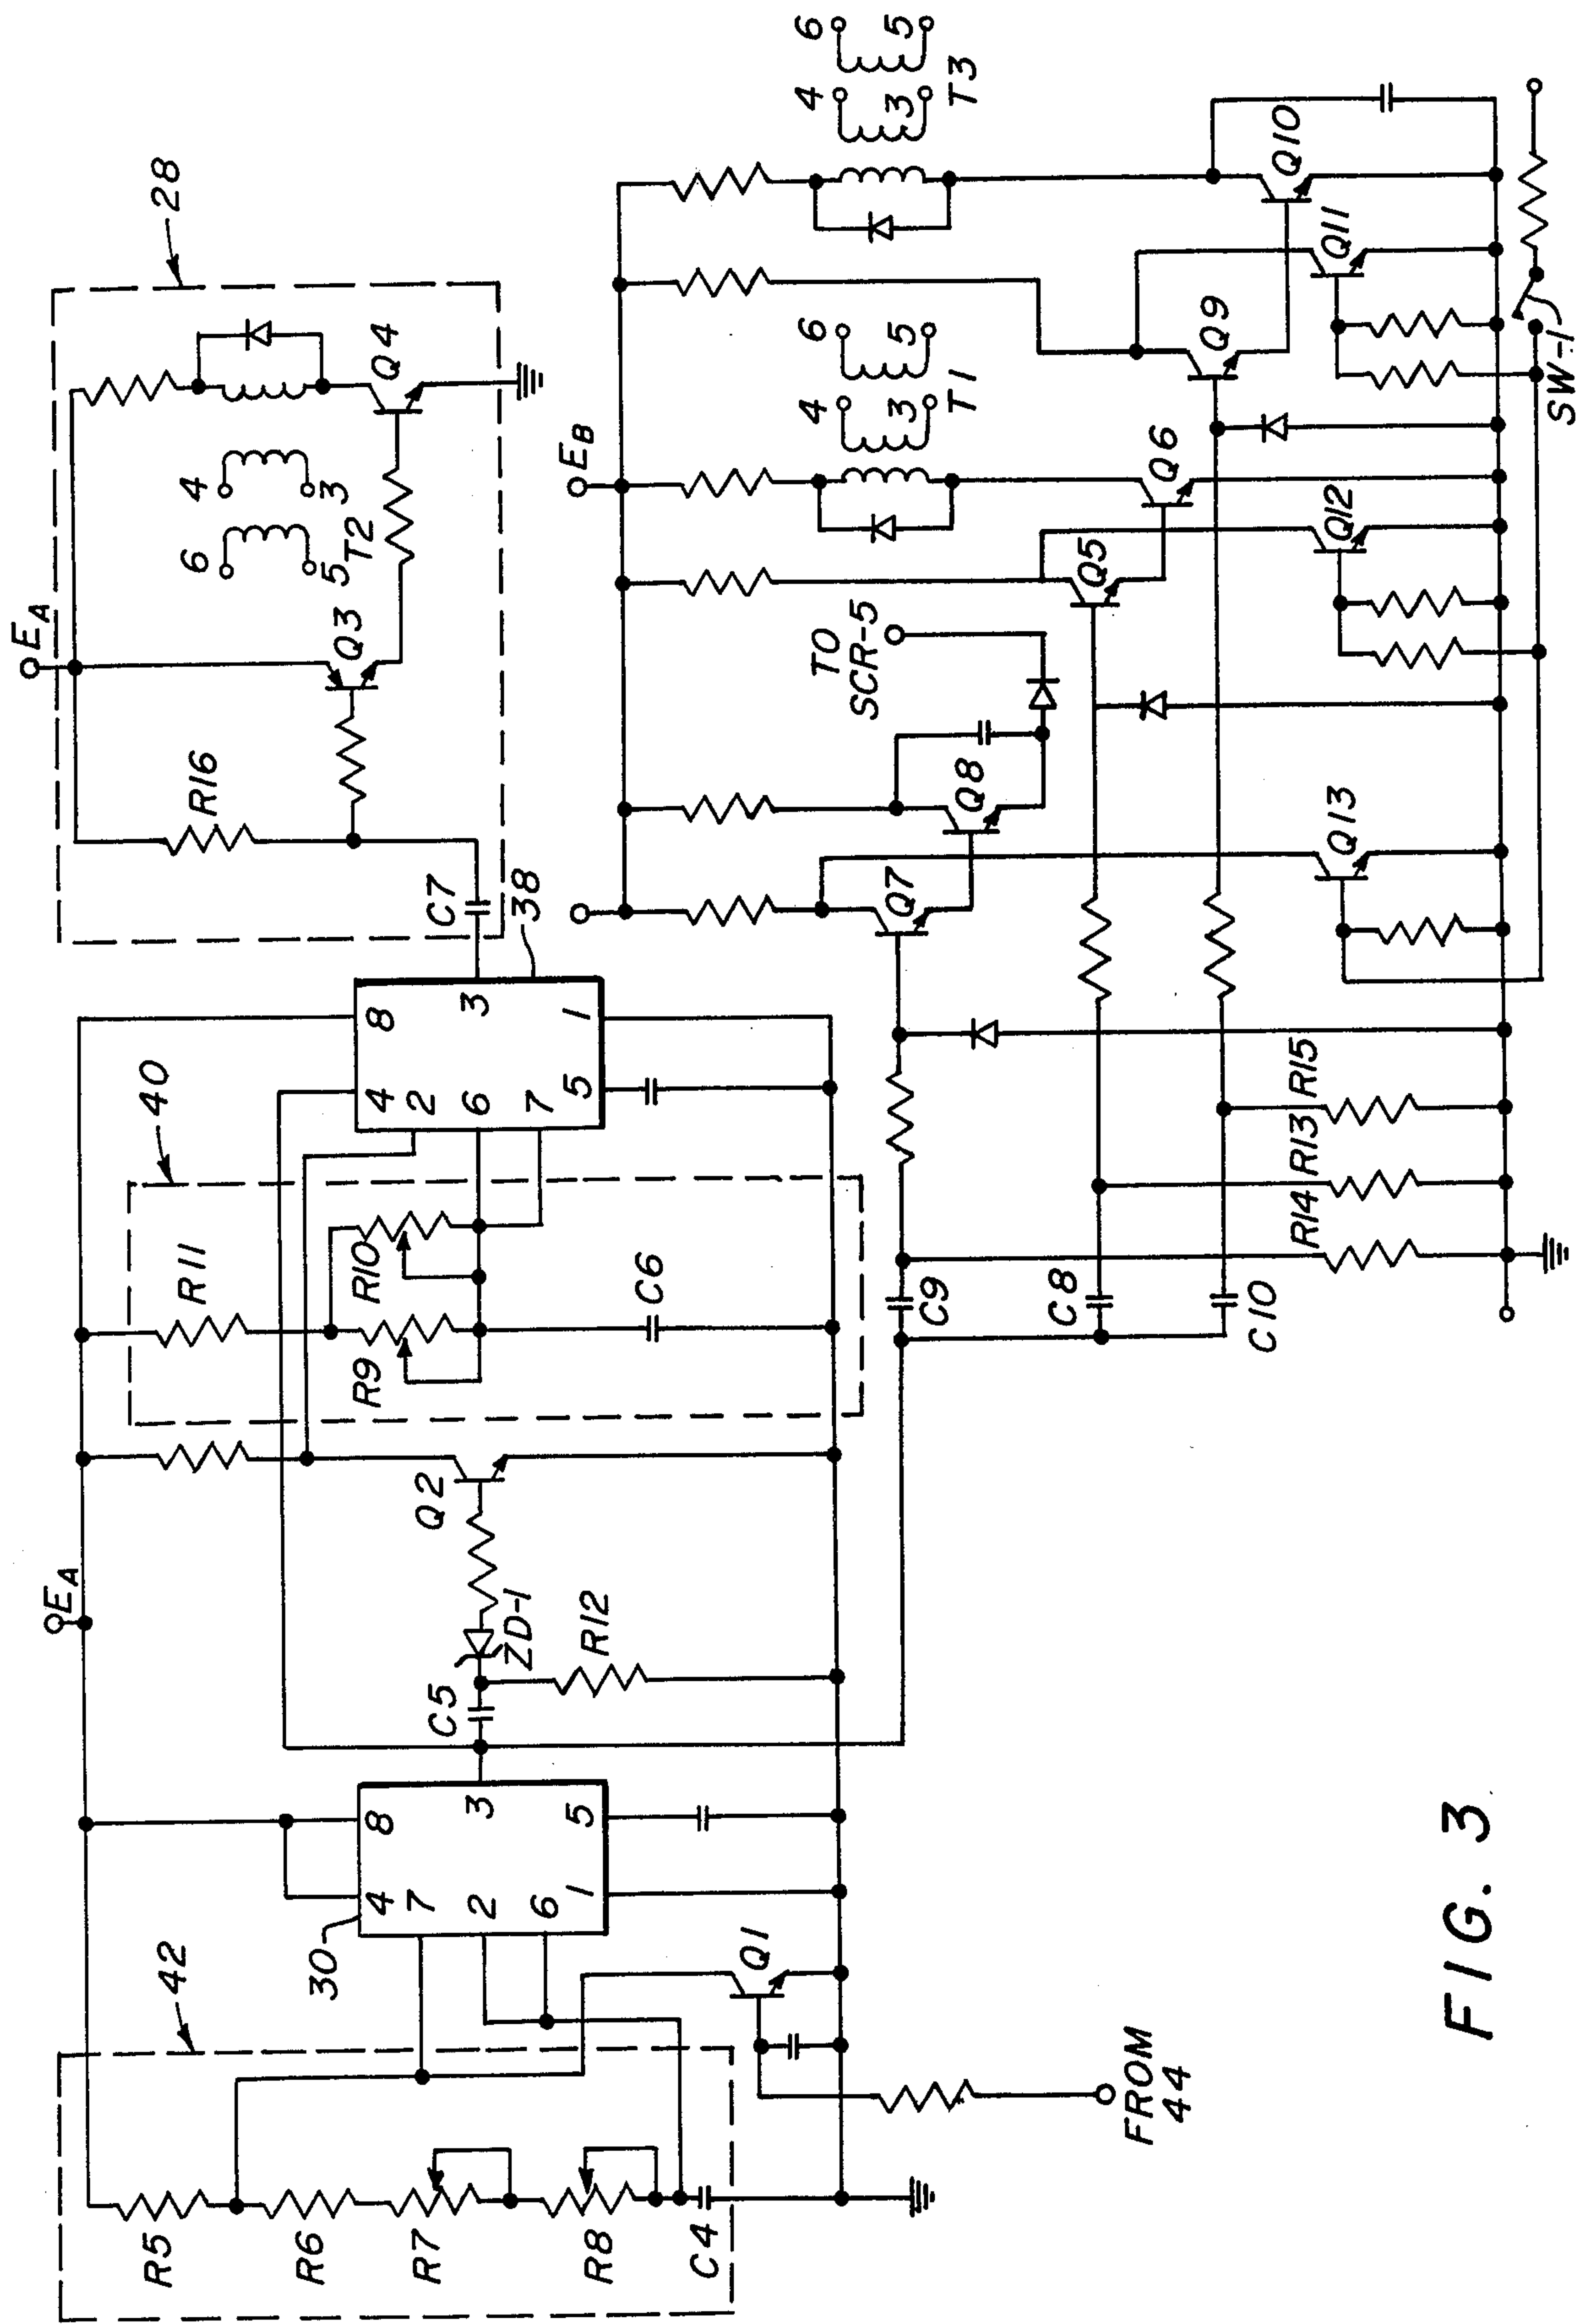 42
R5
R6
R7
R8
C4
30
4
8
7
2
6
3
1
5
Q1
FROM
44
EA
C5
ZD-1
R12
Q2
40
R11
R9
R10
C6
4
8
2
6
7
3
5
1
38
C7
28
EA
R16
Q3
6
4
5
3
T2
Q4
C9
C8
C10
R14
R13
R15
Q7
Q8
Q13
TO
SCR-5
EB
Q5
Q6
Q12
4
6
3
5
T1
Q9
Q11
Q10
4
6
3
5
T3
SW-1
FIG. 3